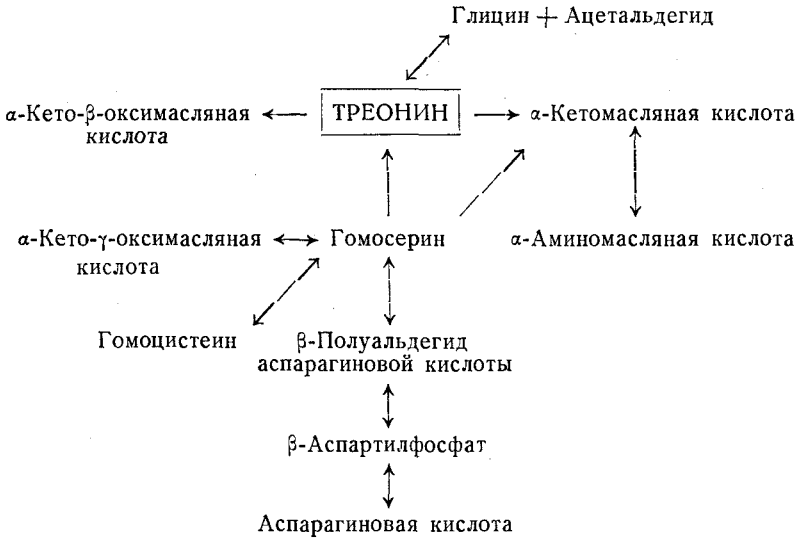 Глицин + Ацетальдегид
α-Кето-β-оксимасляная
кислота
ТРЕОНИН
α-Кетомасляная кислота
α-Кето-γ-оксимасляная
кислота
Гомосерин
α-Аминомасляная кислота
Гомоцистеин
β-Полуальдегид
аспарагиновой кислоты
β-Аспартилфосфат
Аспарагиновая кислота